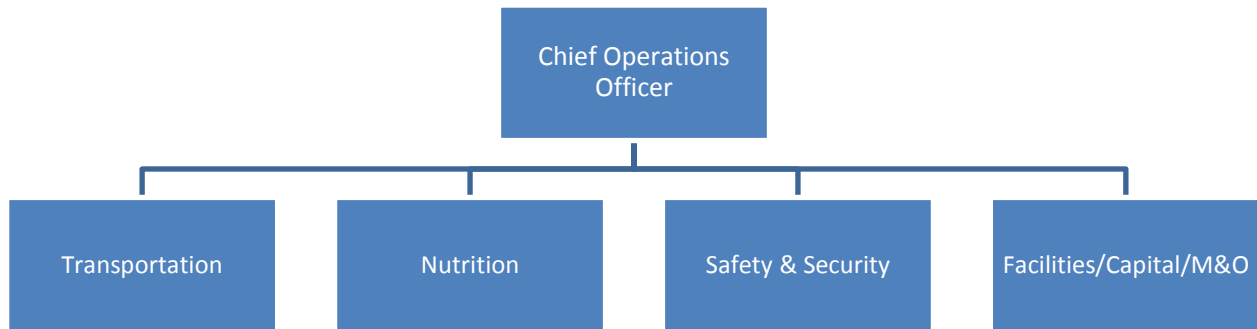 Chief Operations
Officer
Transportation
Nutrition
Safety & Security
Facilities/Capital/M&O